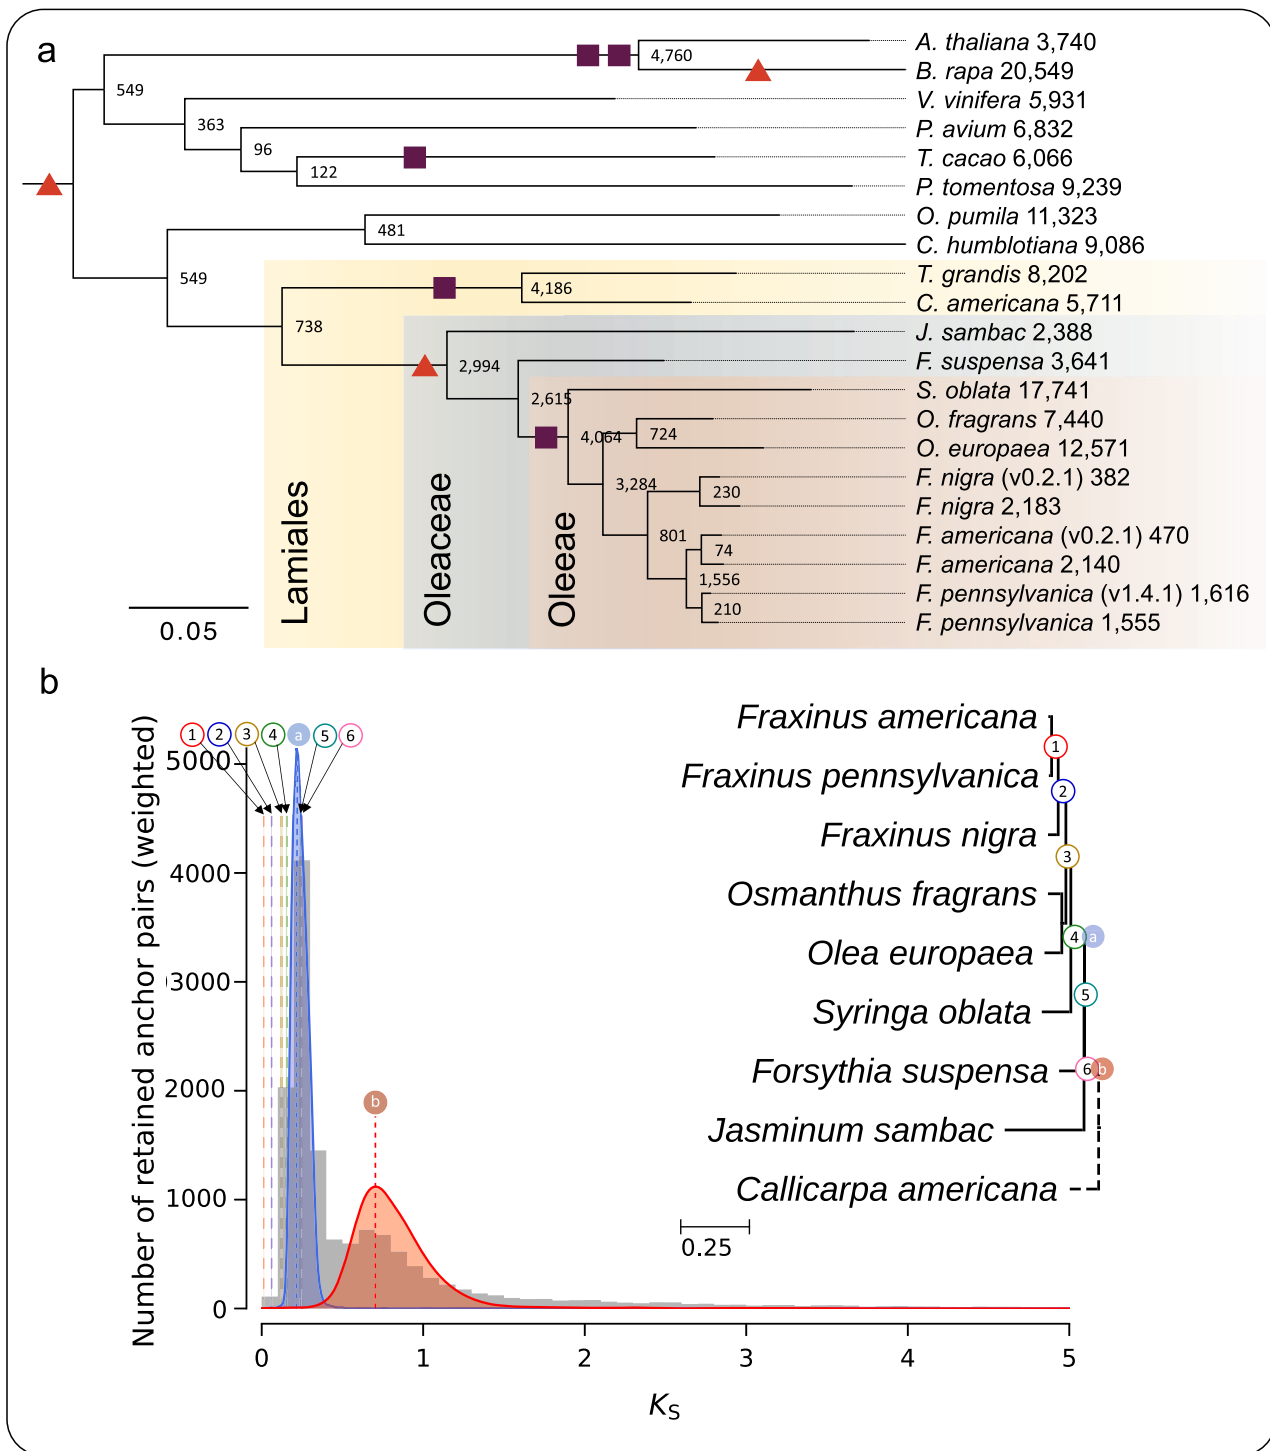 a
A. thaliana 3,740
4,760
B. rapa 20,549
549
V. vinifera 5,931
363
P. avium 6,832
96
T. cacao 6,066
122
P. tomentosa 9,239
O. pumila 11,323
481
C. humblotiana 9,086
549
T. grandis 8,202
4,186
C. americana 5,711
738
J. sambac 2,388
2,994
F. suspensa 3,641
2,615
S. oblata 17,741
4,064
O. fragrans 7,440
724
O. europaea 12,571
3,284
F. nigra (v0.2.1) 382
230
F. nigra 2,183
801
F. americana (v0.2.1) 470
74
F. americana 2,140
1,556
F. pennsylvanica (v1.4.1) 1,616
210
F. pennsylvanica 1,555
Lamiales
Oleaceae
Oleeae
0.05
b
Number of retained anchor pairs (weighted)
1 2 3 4 a 5 6
5000
4000
3000
2000
1000
0
b
0 1 2 3 4 5
KS
Fraxinus americana
1
Fraxinus pennsylvanica
2
Fraxinus nigra
3
Osmanthus fragrans
4 a
Olea europaea
5
Syringa oblata
Forsythia suspensa
6 b
Jasminum sambac
Callicarpa americana
0.25